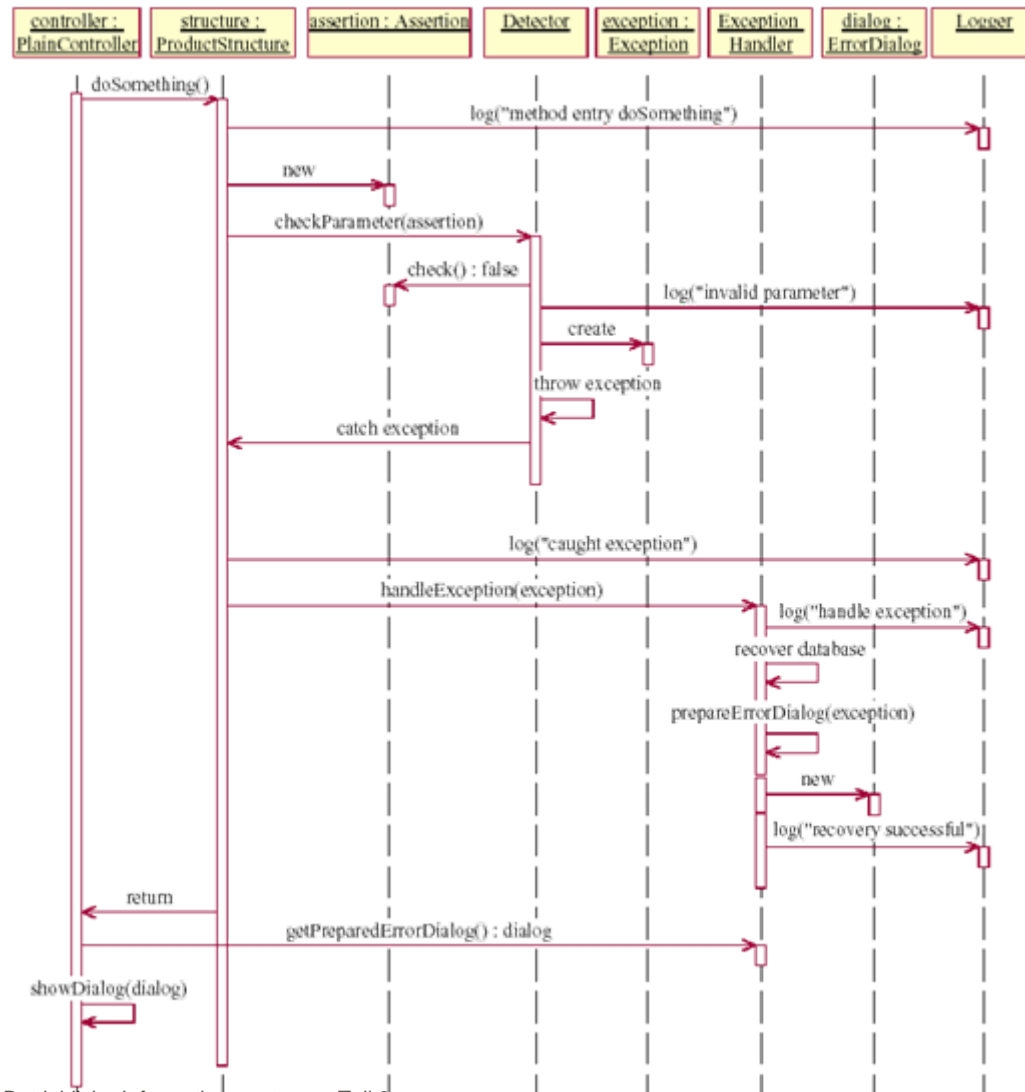 controller :
PlainController
structure :
ProductStructure
assertion : Assertion
Detector
exception :
Exception
Exception
Handler
dialog :
ErrorDialog
Logger
doSomething()
log("method entry doSomething")
new
checkParameter(assertion)
check() : false
log("invalid parameter")
create
throw exception
catch exception
log("caught exception")
handleException(exception)
log("handle exception")
recover database
prepareErrorDialog(exception)
new
log("recovery successful")
return
getPreparedErrorDialog() : dialog
showDialog(dialog)